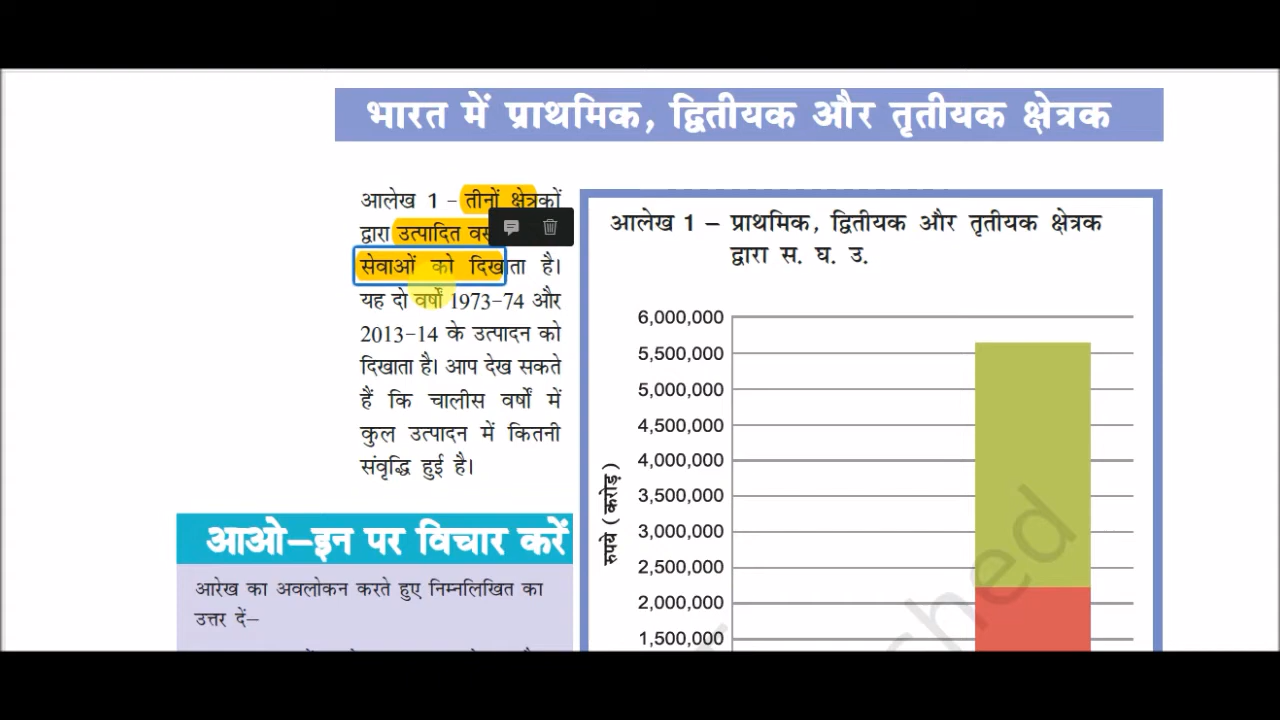 भारत में प्राथमिक, द्वितीयक और तृतीयक क्षेत्रक
आलेख 1 - तीनों क्षेत्रकों
द्वारा उत्पादित
सेवाओं को दिखाता है।
यह दो वर्षों 1973-74 और
2013-14 के उत्पादन को
दिखाता है। आप देख सकते
हैं कि चालीस वर्षों में
कुल उत्पादन में कितनी
संवृद्धि हुई है।
आओ–इन पर विचार करें
आरेख का अवलोकन करते हुए निम्नलिखित का
उत्तर दें–
आलेख 1 – प्राथमिक, द्वितीयक और तृतीयक क्षेत्रक
द्वारा स. घ. उ.
6,000,000
5,500,000
5,000,000
4,500,000
4,000,000
3,500,000
3,000,000
2,500,000
2,000,000
1,500,000
रुपये (करोड़)
shed